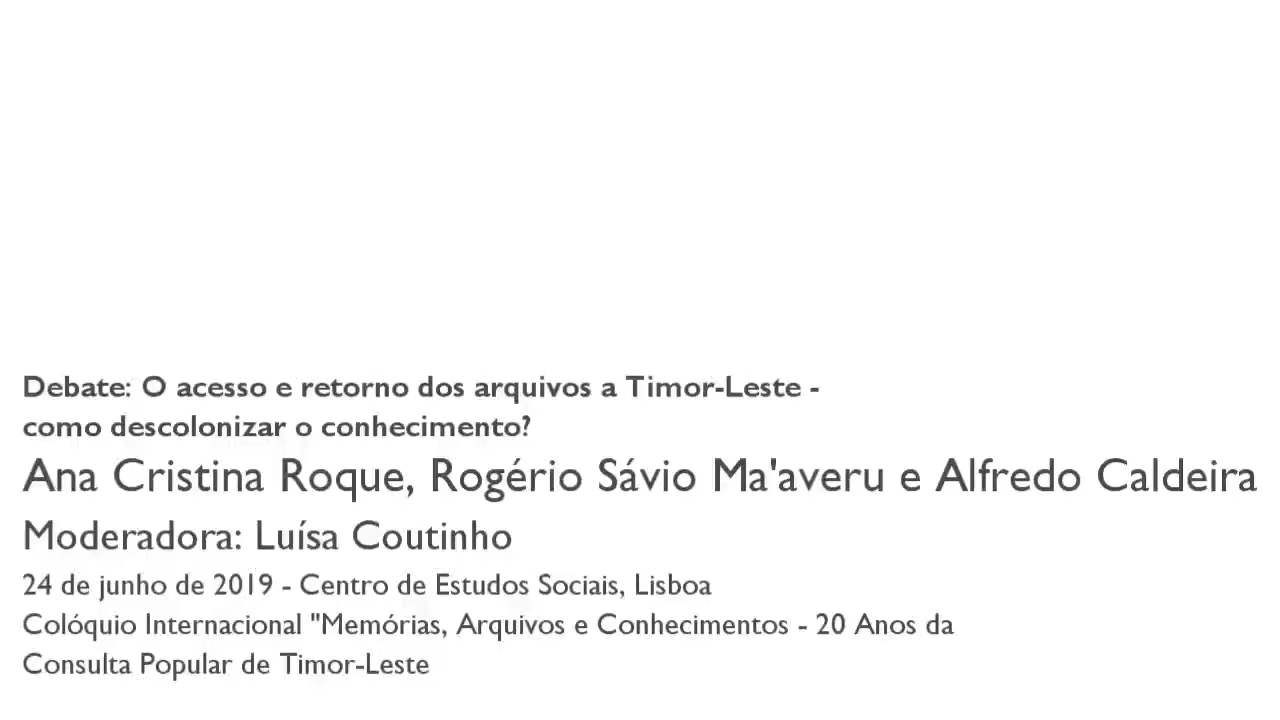 Debate: O acesso e retorno dos arquivos a Timor-Leste -
como descolonizar o conhecimento?
Ana Cristina Roque, Rogério Sávio Ma'averu e Alfredo Caldeira
Moderadora: Luísa Coutinho
24 de junho de 2019 - Centro de Estudos Sociais, Lisboa
Colóquio Internacional "Memórias, Arquivos e Conhecimentos - 20 Anos da
Consulta Popular de Timor-Leste